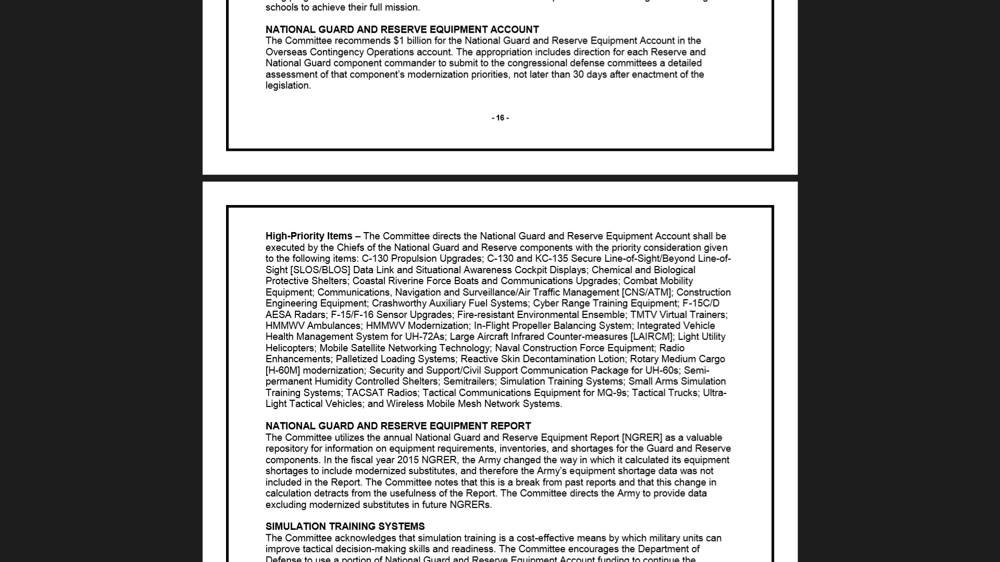 schools to achieve their full mission.
NATIONAL GUARD AND RESERVE EQUIPMENT ACCOUNT
The Committee recommends $1 billion for the National Guard and Reserve Equipment Account in the
Overseas Contingency Operations account. The appropriation includes direction for each Reserve and
National Guard component commander to submit to the congressional defense committees a detailed
assessment of that component’s modernization priorities, not later than 30 days after enactment of the
legislation.
- 16 -
High-Priority Items – The Committee directs the National Guard and Reserve Equipment Account shall be
executed by the Chiefs of the National Guard and Reserve components with the priority consideration given
to the following items: C-130 Propulsion Upgrades; C-130 and KC-135 Secure Line-of-Sight/Beyond Line-of-
Sight [SLOS/BLOS] Data Link and Situational Awareness Cockpit Displays; Chemical and Biological
Protective Shelters; Coastal Riverine Force Boats and Communications Upgrades; Combat Mobility
Equipment; Communications, Navigation and Surveillance/Air Traffic Management [CNS/ATM]; Construction
Engineering Equipment; Crashworthy Auxiliary Fuel Systems; Cyber Range Training Equipment; F-15C/D
AESA Radars; F-15/F-16 Sensor Upgrades; Fire-resistant Environmental Ensemble; TMTV Virtual Trainers;
HMMWV Ambulances; HMMWV Modernization; In-Flight Propeller Balancing System; Integrated Vehicle
Health Management System for UH-72As; Large Aircraft Infrared Counter-measures [LAIRCM]; Light Utility
Helicopters; Mobile Satellite Networking Technology; Naval Construction Force Equipment; Radio
Enhancements; Palletized Loading Systems; Reactive Skin Decontamination Lotion; Rotary Medium Cargo
[H-60M] modernization; Security and Support/Civil Support Communication Package for UH-60s; Semi-
permanent Humidity Controlled Shelters; Semitrailers; Simulation Training Systems; Small Arms Simulation
Training Systems; TACSAT Radios; Tactical Communications Equipment for MQ-9s; Tactical Trucks; Ultra-
Light Tactical Vehicles; and Wireless Mobile Mesh Network Systems.
NATIONAL GUARD AND RESERVE EQUIPMENT REPORT
The Committee utilizes the annual National Guard and Reserve Equipment Report [NGRER] as a valuable
repository for information on equipment requirements, inventories, and shortages for the Guard and Reserve
components. In the fiscal year 2015 NGRER, the Army changed the way in which it calculated its equipment
shortages to include modernized substitutes, and therefore the Army’s equipment shortage data was not
included in the Report. The Committee notes that this is a break from past reports and that this change in
calculation detracts from the usefulness of the Report. The Committee directs the Army to provide data
excluding modernized substitutes in future NGRERs.
SIMULATION TRAINING SYSTEMS
The Committee acknowledges that simulation training is a cost-effective means by which military units can
improve tactical decision-making skills and readiness. The Committee encourages the Department of
Defense to use a portion of National Guard and Reserve Equipment Account funding to continue the